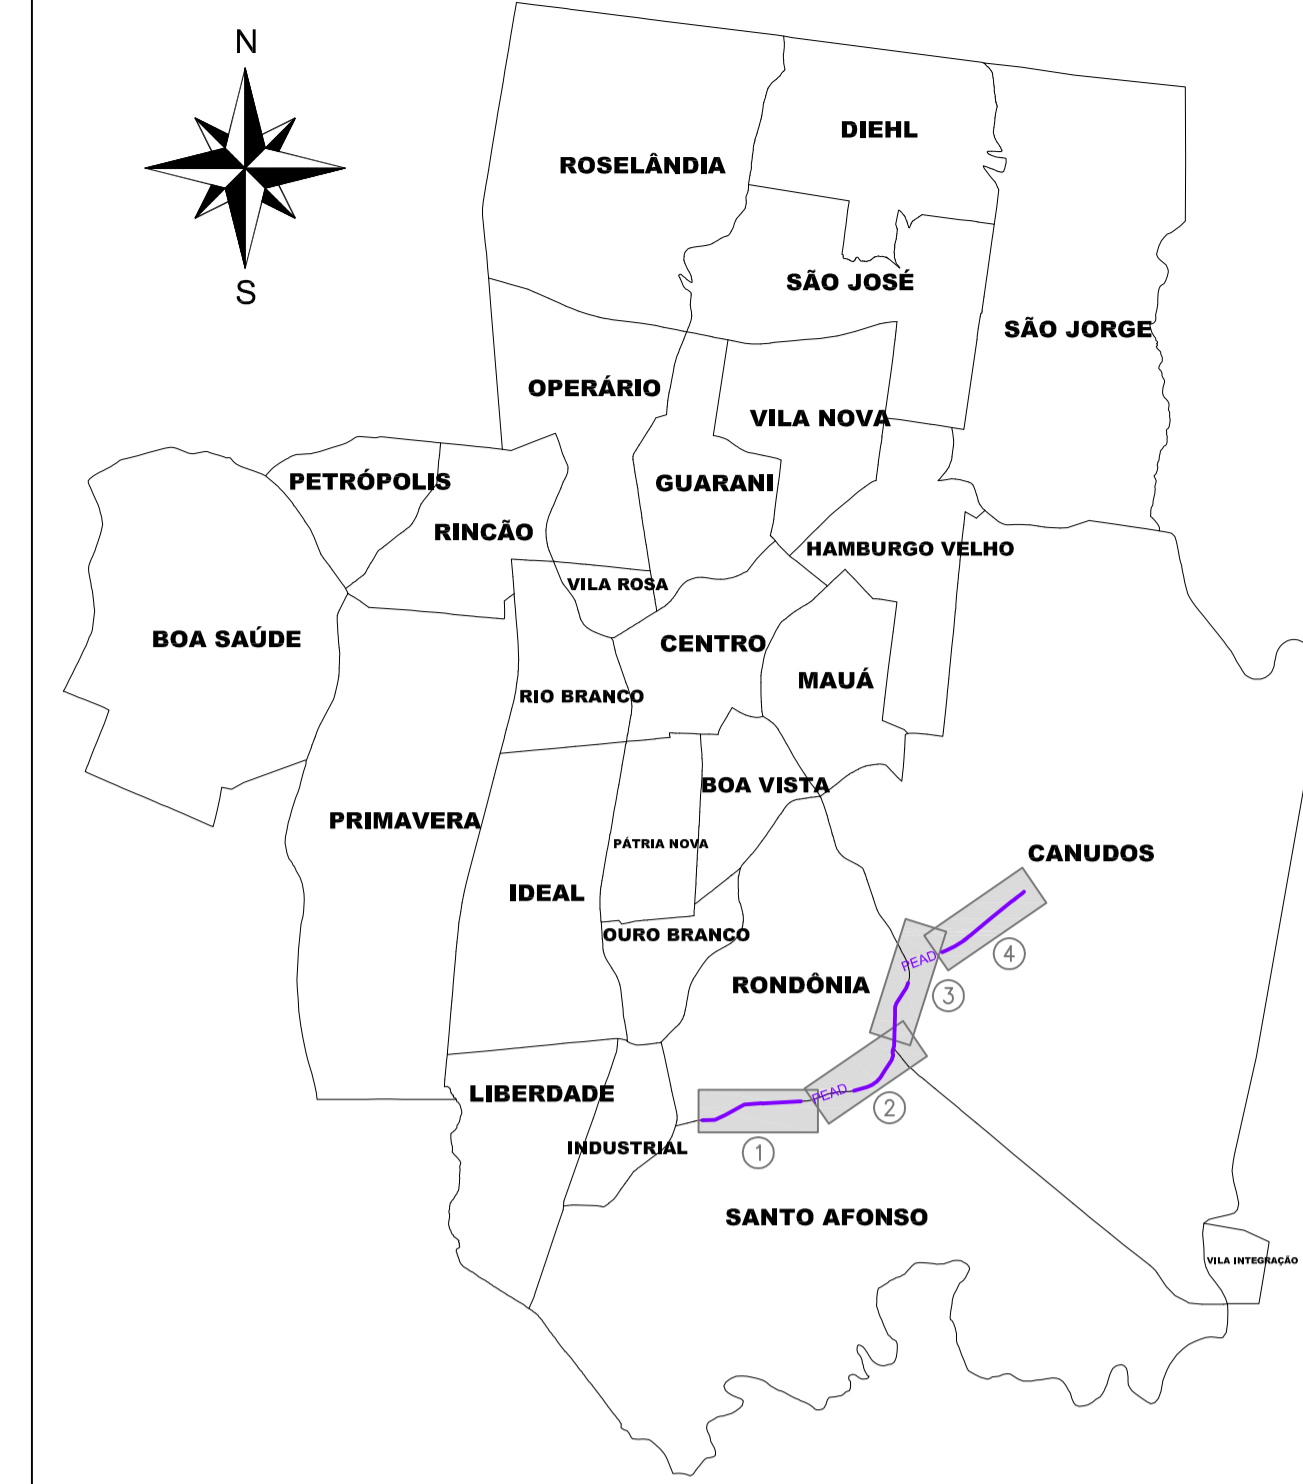 N
S
DIEHL
ROSELÂNDIA
SÃO JOSÉ
SÃO JORGE
OPERÁRIO
VILA NOVA
PETRÓPOLIS
GUARANI
RINCÃO
HAMBURGO VELHO
VILA ROSA
BOA SAÚDE
CENTRO
MAUÁ
RIO BRANCO
BOA VISTA
PRIMAVERA
PÁTRIA NOVA
CANUDOS
IDEAL
OURO BRANCO
RONDÔNIA
PEAD
4
3
LIBERDADE
PEAD
2
INDUSTRIAL
1
SANTO AFONSO
VILA INTEGRAÇÃO